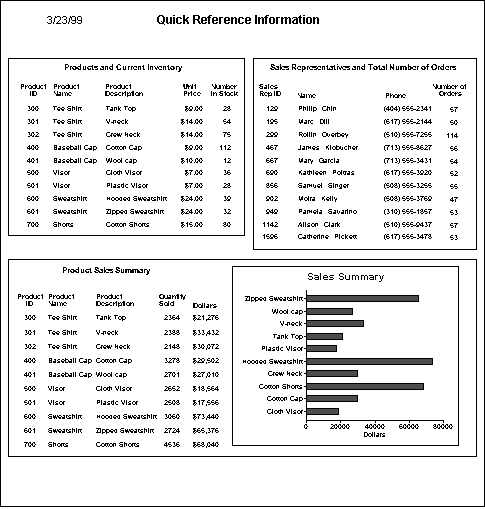 3/23/99 Quick Reference Information
Products and Current Inventory
Product ID Product Name Product Description Unit Price Number In Stock
300 Tee Shirt Tank Top $9.00 28
301 Tee Shirt V-neck $14.00 54
302 Tee Shirt Crew Neck $14.00 75
400 Baseball Cap Cotton Cap $9.00 112
401 Baseball Cap Wool cap $10.00 12
500 Visor Cloth Visor $7.00 36
501 Visor Plastic Visor $7.00 28
600 Sweatshirt Hooded Sweatshirt $24.00 39
601 Sweatshirt Zipped Sweatshirt $24.00 32
700 Shorts Cotton Shorts $15.00 80
Sales Representatives and Total Number of Orders
Sales Rep ID Name Phone Number of Orders
129 Philip Chin (404) 555-2341 57
195 Marc Dill (617) 555-2144 50
299 Rollin Overbey (510) 555-7255 114
467 James Klobucher (713) 555-8627 56
667 Mary Garcia (713) 555-3431 54
690 Kathleen Poitras (617) 555-3920 52
856 Samuel Singer (508) 555-3255 55
902 Moira Kelly (508) 555-3769 47
949 Pamela Savarino (310) 555-1857 53
1142 Alison Clark (510) 555-9437 57
1596 Catherine Pickett (617) 555-3478 53
Product Sales Summary
Product ID Product Name Product Description Quantity Sold Dollars
300 Tee Shirt Tank Top 2364 $21,276
301 Tee Shirt V-neck 2388 $33,432
302 Tee Shirt Crew Neck 2148 $30,072
400 Baseball Cap Cotton Cap 3278 $29,502
401 Baseball Cap Wool cap 2701 $27,010
500 Visor Cloth Visor 2652 $18,564
501 Visor Plastic Visor 2508 $17,556
600 Sweatshirt Hooded Sweatshirt 3060 $73,440
601 Sweatshirt Zipped Sweatshirt 2724 $65,376
700 Shorts Cotton Shorts 4536 $68,040
Sales Summary
Zipped Sweatshirt
Wool cap
V-neck
Tank Top
Plastic Visor
Hooded Sweatshirt
Crew Neck
Cotton Shorts
Cotton Cap
Cloth Visor
0 20000 40000 60000 80000
Dollars